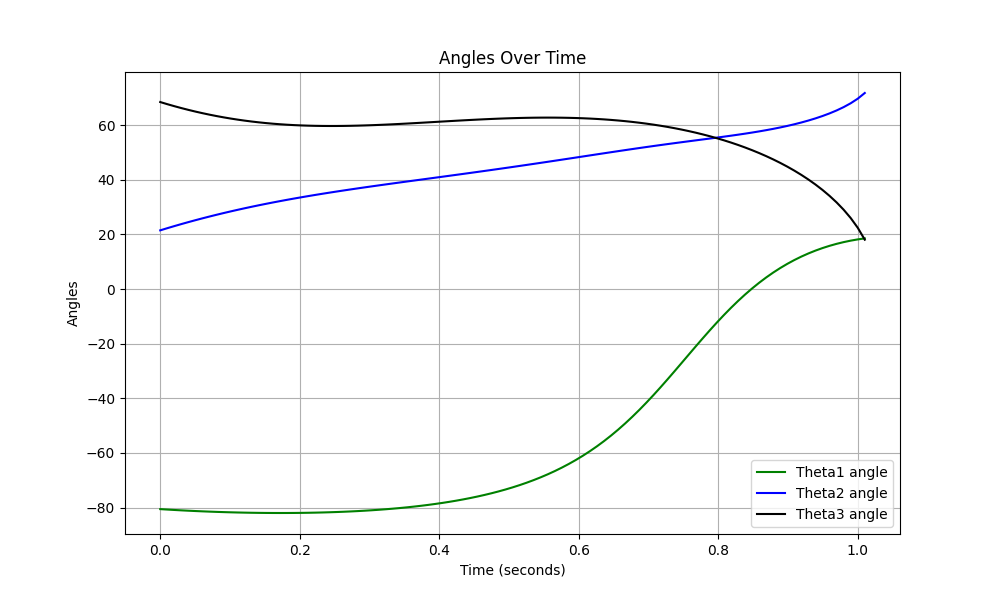 Angles Over Time
Angles
60
40
20
0
−20
−40
−60
−80
0.0 0.2 0.4 0.6 0.8 1.0
Time (seconds)
Theta1 angle
Theta2 angle
Theta3 angle